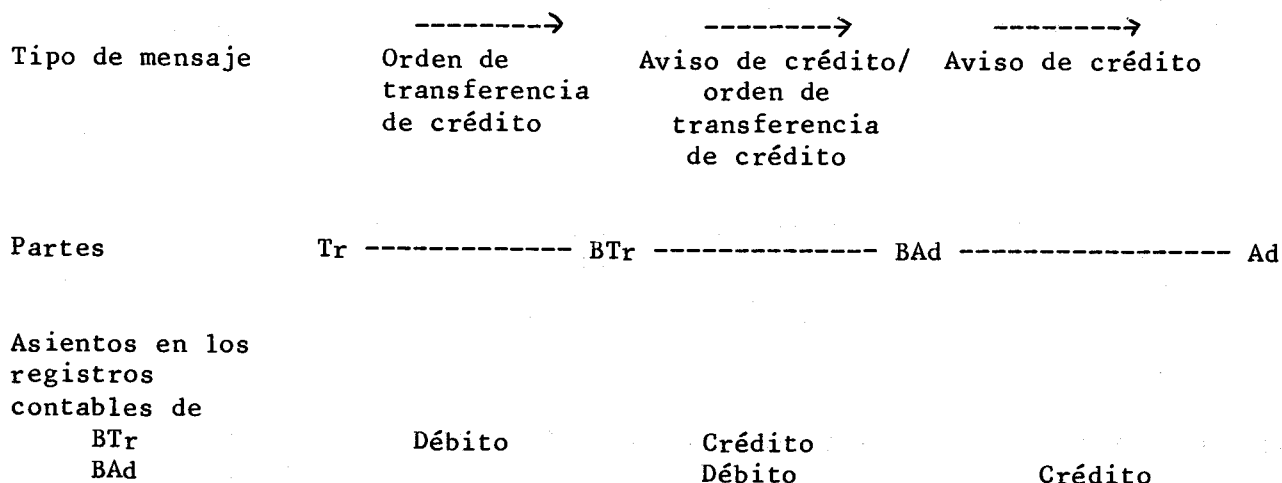 --------->          --------->          --------->
Tipo de mensaje          Orden de          Aviso de crédito/          Aviso de crédito
transferencia          orden de
de crédito          transferencia
de crédito
Partes          Tr ------------- BTr ------------- BAd ----------------- Ad
Asientos en los
registros
contables de
BTr          Débito          Crédito
BAd          Débito          Crédito